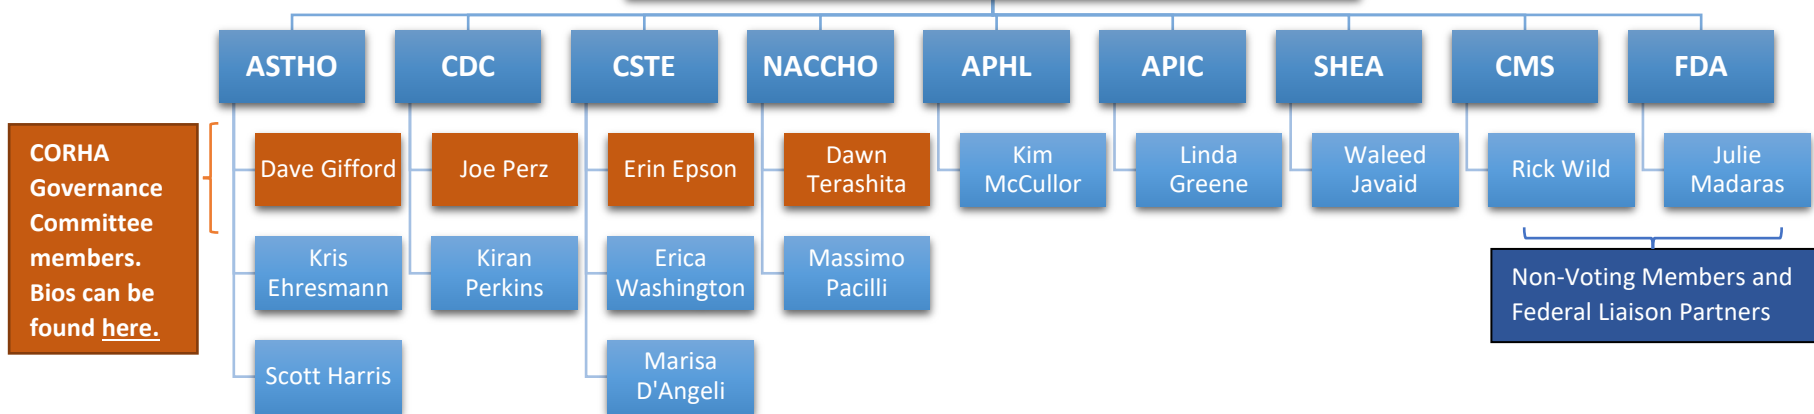 ASTHO
CDC
CSTE
NACCHO
APHL
APIC
SHEA
CMS
FDA
CORHA
Governance
Committee
members.
Bios can be
found here.
Dave Gifford
Joe Perz
Erin Epson
Dawn
Terashita
Kim
McCullor
Linda
Greene
Waleed
Javaid
Rick Wild
Julie
Madaras
Kris
Ehresmann
Kiran
Perkins
Erica
Washington
Massimo
Pacilli
Non-Voting Members and
Federal Liaison Partners
Scott Harris
Marisa
D'Angeli